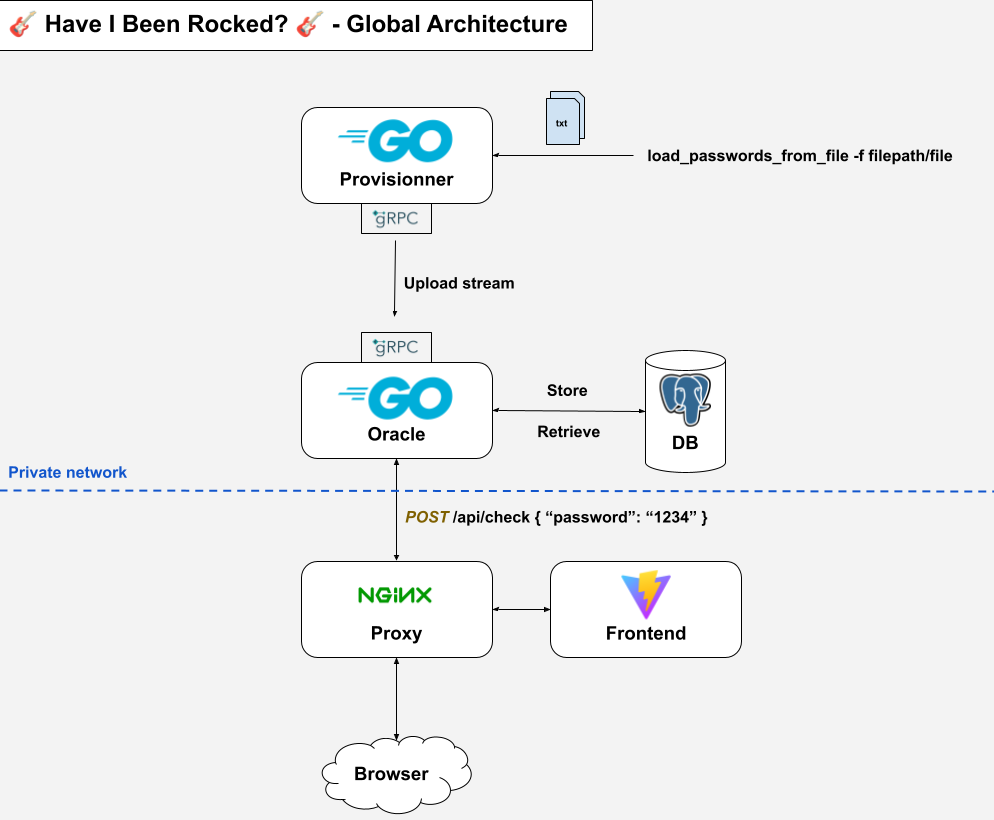 Have I Been Rocked? - Global Architecture
txt
load_passwords_from_file -f filepath/file
GO
Provisionner
gRPC
Upload stream
gRPC
GO
Oracle
Store
Retrieve
DB
Private network
POST /api/check { “password”: “1234” }
NGINX
Proxy
Frontend
Browser